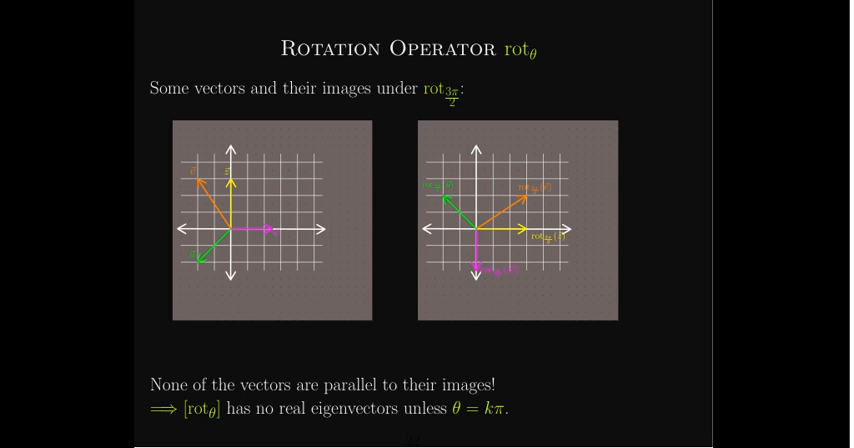 Rotation Operator rot_θ
Some vectors and their images under rot_{3π/2}:
None of the vectors are parallel to their images!
⟹ [rot_θ] has no real eigenvectors unless θ = kπ.